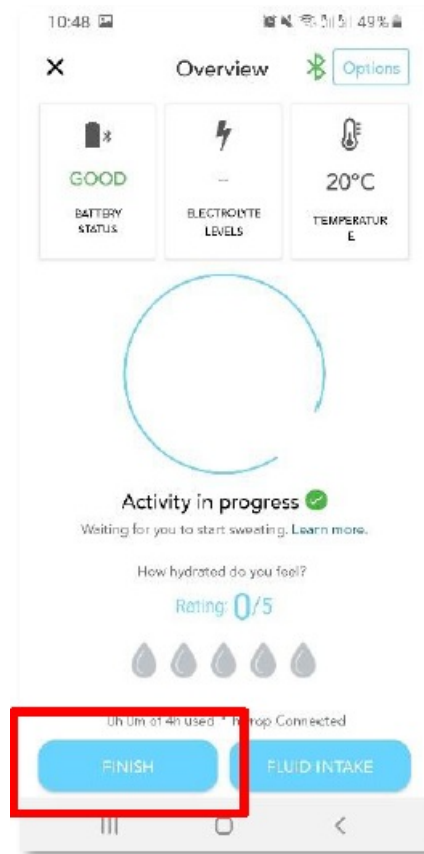 10:48 49%
Overview Options
GOOD
BATTERY
STATUS
--
ELECTROLYTE
LEVELS
20°C
TEMPERATUR
E
Activity in progress
Waiting for you to start sweating. Learn more.
How hydrated do you feel?
Rating: 0/5
0h 0m of 4h used * h Drop Connected
FINISH FLUID INTAKE